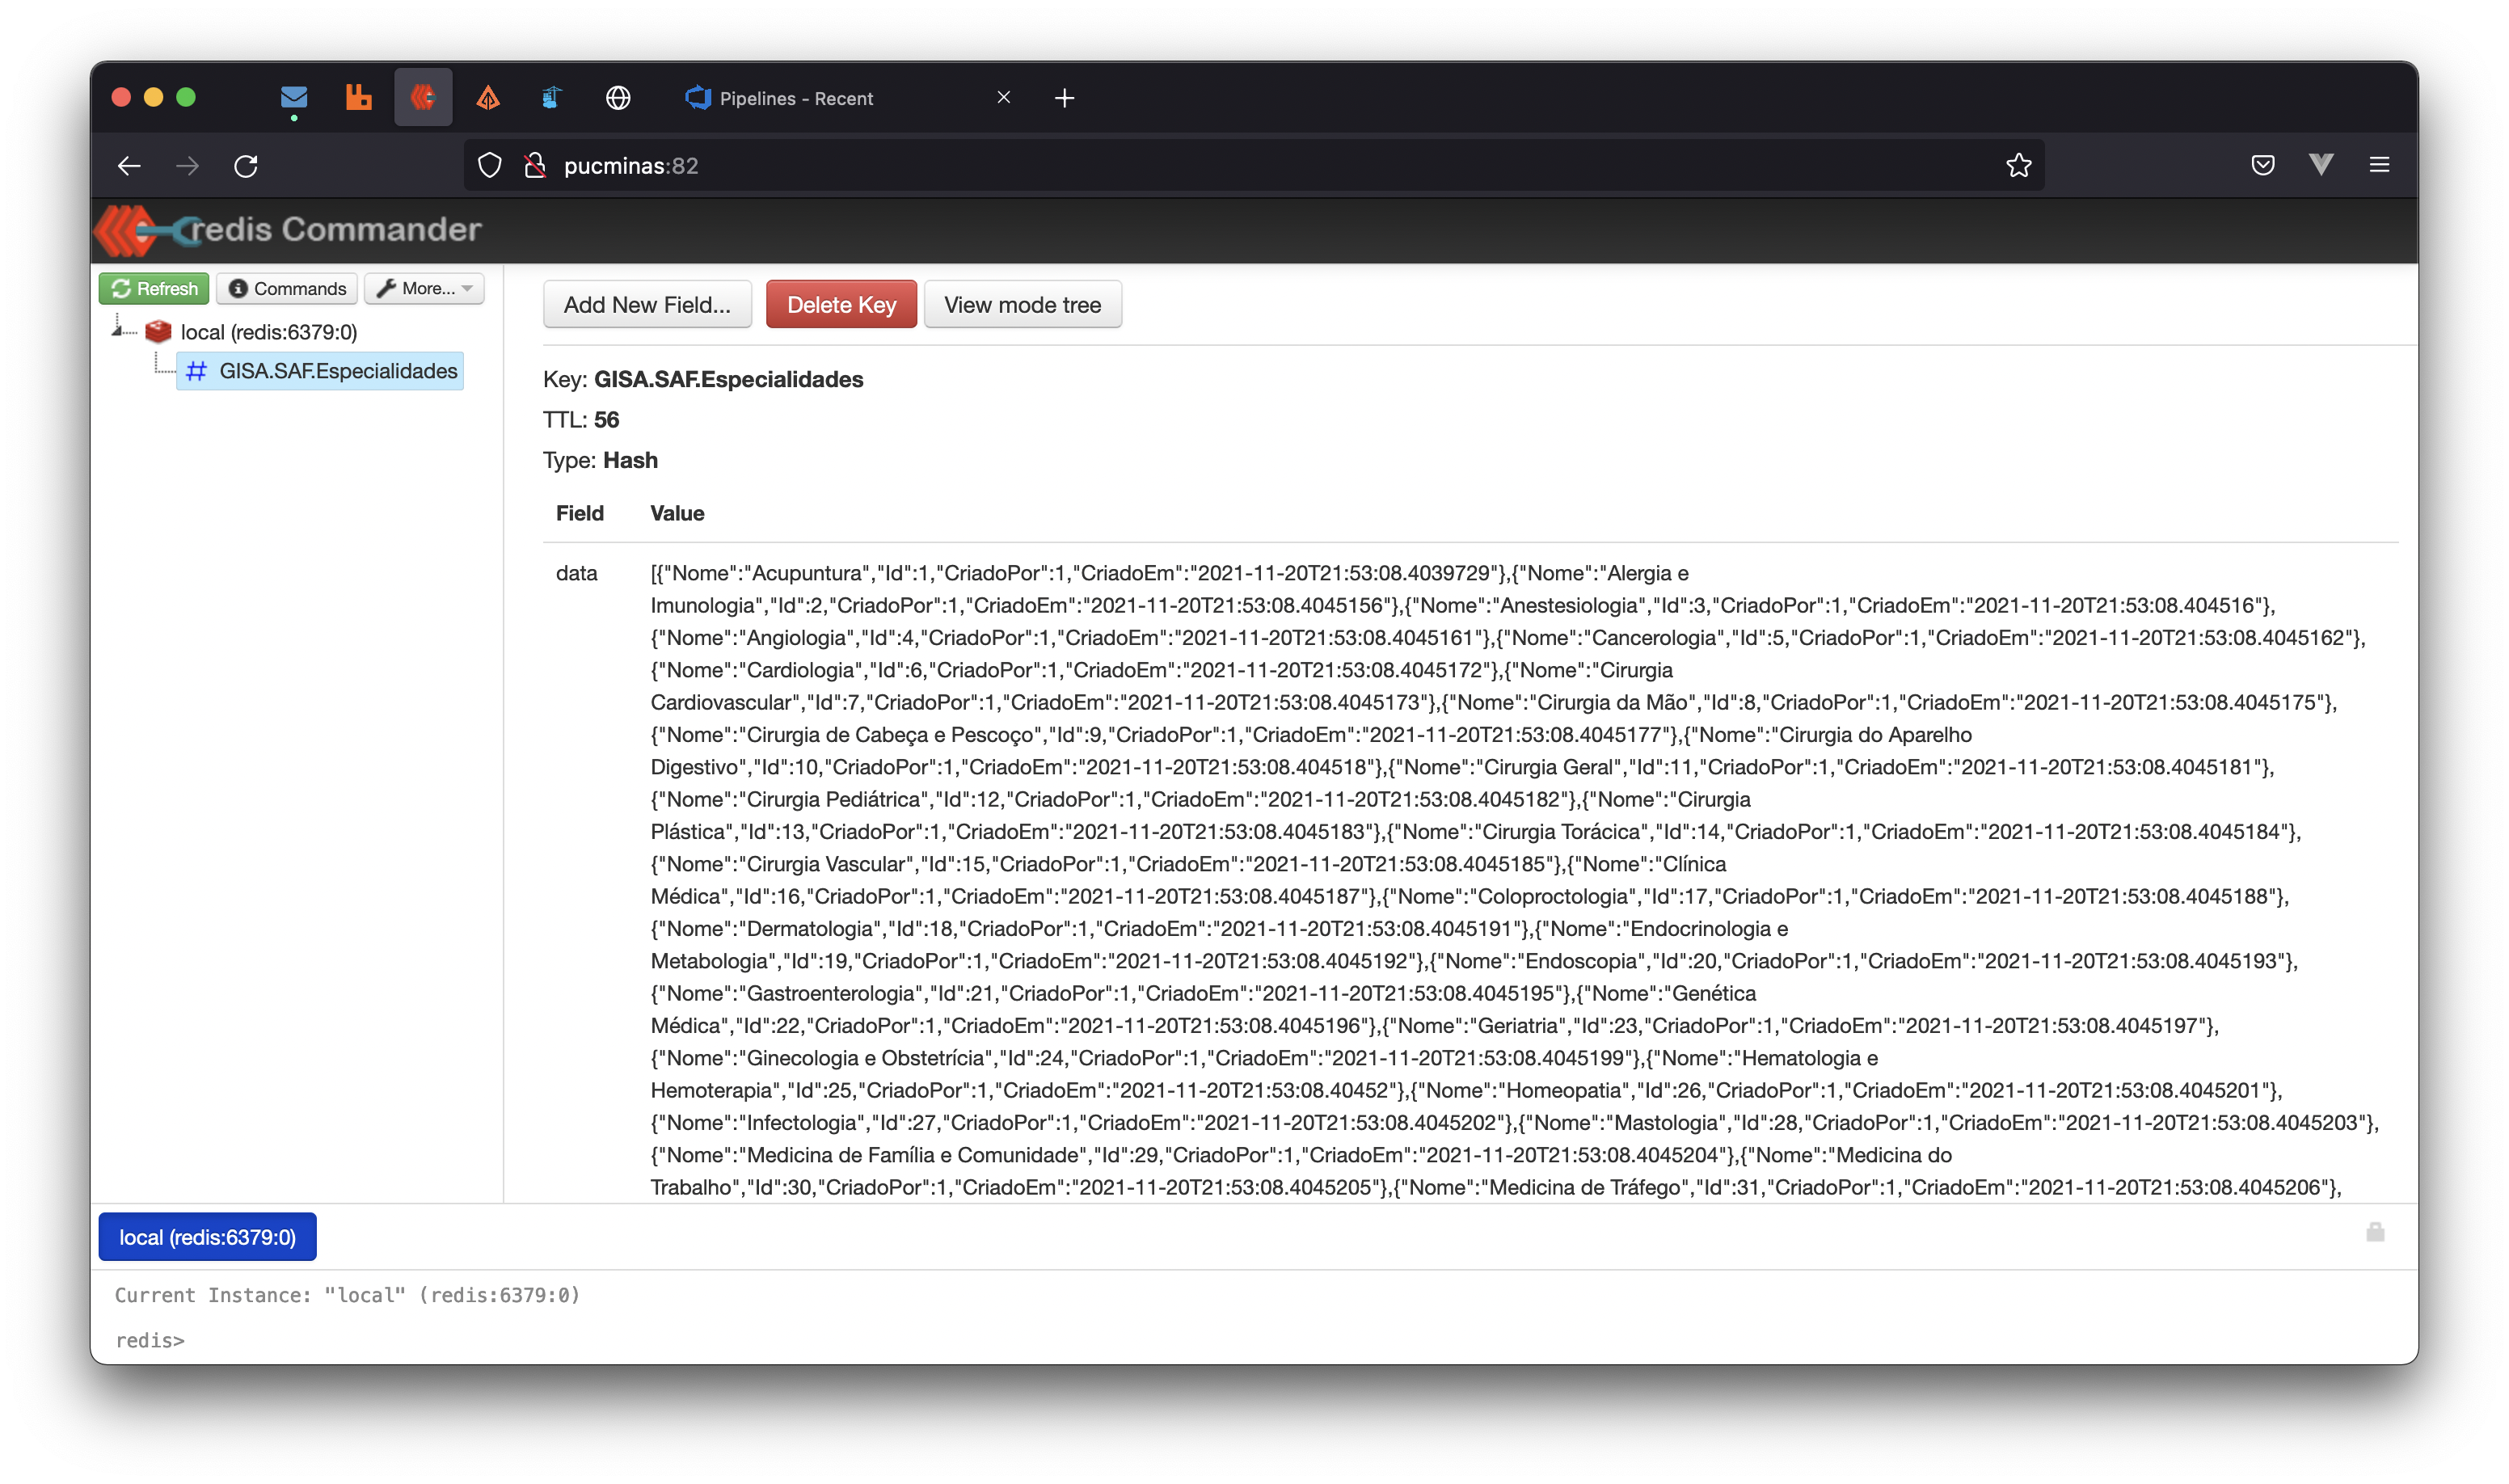 Pipelines - Recent
pucminas:82
redis Commander
Refresh Commands More...
local (redis:6379:0)
GISA.SAF.Especialidades
Add New Field... Delete Key View mode tree
Key: GISA.SAF.Especialidades
TTL: 56
Type: Hash
Field Value
data [{"Nome":"Acupuntura","Id":1,"CriadoPor":1,"CriadoEm":"2021-11-20T21:53:08.4039729"},{"Nome":"Alergia e
Imunologia","Id":2,"CriadoPor":1,"CriadoEm":"2021-11-20T21:53:08.4045156"},{"Nome":"Anestesiologia","Id":3,"CriadoPor":1,"CriadoEm":"2021-11-20T21:53:08.404516"},
{"Nome":"Angiologia","Id":4,"CriadoPor":1,"CriadoEm":"2021-11-20T21:53:08.4045161"},{"Nome":"Cancerologia","Id":5,"CriadoPor":1,"CriadoEm":"2021-11-20T21:53:08.4045162"},
{"Nome":"Cardiologia","Id":6,"CriadoPor":1,"CriadoEm":"2021-11-20T21:53:08.4045172"},{"Nome":"Cirurgia
Cardiovascular","Id":7,"CriadoPor":1,"CriadoEm":"2021-11-20T21:53:08.4045173"},{"Nome":"Cirurgia da Mão","Id":8,"CriadoPor":1,"CriadoEm":"2021-11-20T21:53:08.4045175"},
{"Nome":"Cirurgia de Cabeça e Pescoço","Id":9,"CriadoPor":1,"CriadoEm":"2021-11-20T21:53:08.4045177"},{"Nome":"Cirurgia do Aparelho
Digestivo","Id":10,"CriadoPor":1,"CriadoEm":"2021-11-20T21:53:08.404518"},{"Nome":"Cirurgia Geral","Id":11,"CriadoPor":1,"CriadoEm":"2021-11-20T21:53:08.4045181"},
{"Nome":"Cirurgia Pediátrica","Id":12,"CriadoPor":1,"CriadoEm":"2021-11-20T21:53:08.4045182"},{"Nome":"Cirurgia
Plástica","Id":13,"CriadoPor":1,"CriadoEm":"2021-11-20T21:53:08.4045183"},{"Nome":"Cirurgia Torácica","Id":14,"CriadoPor":1,"CriadoEm":"2021-11-20T21:53:08.4045184"},
{"Nome":"Cirurgia Vascular","Id":15,"CriadoPor":1,"CriadoEm":"2021-11-20T21:53:08.4045185"},{"Nome":"Clínica
Médica","Id":16,"CriadoPor":1,"CriadoEm":"2021-11-20T21:53:08.4045187"},{"Nome":"Coloproctologia","Id":17,"CriadoPor":1,"CriadoEm":"2021-11-20T21:53:08.4045188"},
{"Nome":"Dermatologia","Id":18,"CriadoPor":1,"CriadoEm":"2021-11-20T21:53:08.4045191"},{"Nome":"Endocrinologia e
Metabologia","Id":19,"CriadoPor":1,"CriadoEm":"2021-11-20T21:53:08.4045192"},{"Nome":"Endoscopia","Id":20,"CriadoPor":1,"CriadoEm":"2021-11-20T21:53:08.4045193"},
{"Nome":"Gastroenterologia","Id":21,"CriadoPor":1,"CriadoEm":"2021-11-20T21:53:08.4045195"},{"Nome":"Genética
Médica","Id":22,"CriadoPor":1,"CriadoEm":"2021-11-20T21:53:08.4045196"},{"Nome":"Geriatria","Id":23,"CriadoPor":1,"CriadoEm":"2021-11-20T21:53:08.4045197"},
{"Nome":"Ginecologia e Obstetrícia","Id":24,"CriadoPor":1,"CriadoEm":"2021-11-20T21:53:08.4045199"},{"Nome":"Hematologia e
Hemoterapia","Id":25,"CriadoPor":1,"CriadoEm":"2021-11-20T21:53:08.40452"},{"Nome":"Homeopatia","Id":26,"CriadoPor":1,"CriadoEm":"2021-11-20T21:53:08.4045201"},
{"Nome":"Infectologia","Id":27,"CriadoPor":1,"CriadoEm":"2021-11-20T21:53:08.4045202"},{"Nome":"Mastologia","Id":28,"CriadoPor":1,"CriadoEm":"2021-11-20T21:53:08.4045203"},
{"Nome":"Medicina de Família e Comunidade","Id":29,"CriadoPor":1,"CriadoEm":"2021-11-20T21:53:08.4045204"},{"Nome":"Medicina do
Trabalho","Id":30,"CriadoPor":1,"CriadoEm":"2021-11-20T21:53:08.4045205"},{"Nome":"Medicina de Tráfego","Id":31,"CriadoPor":1,"CriadoEm":"2021-11-20T21:53:08.4045206"},
local (redis:6379:0)
Current Instance: "local" (redis:6379:0)
redis>